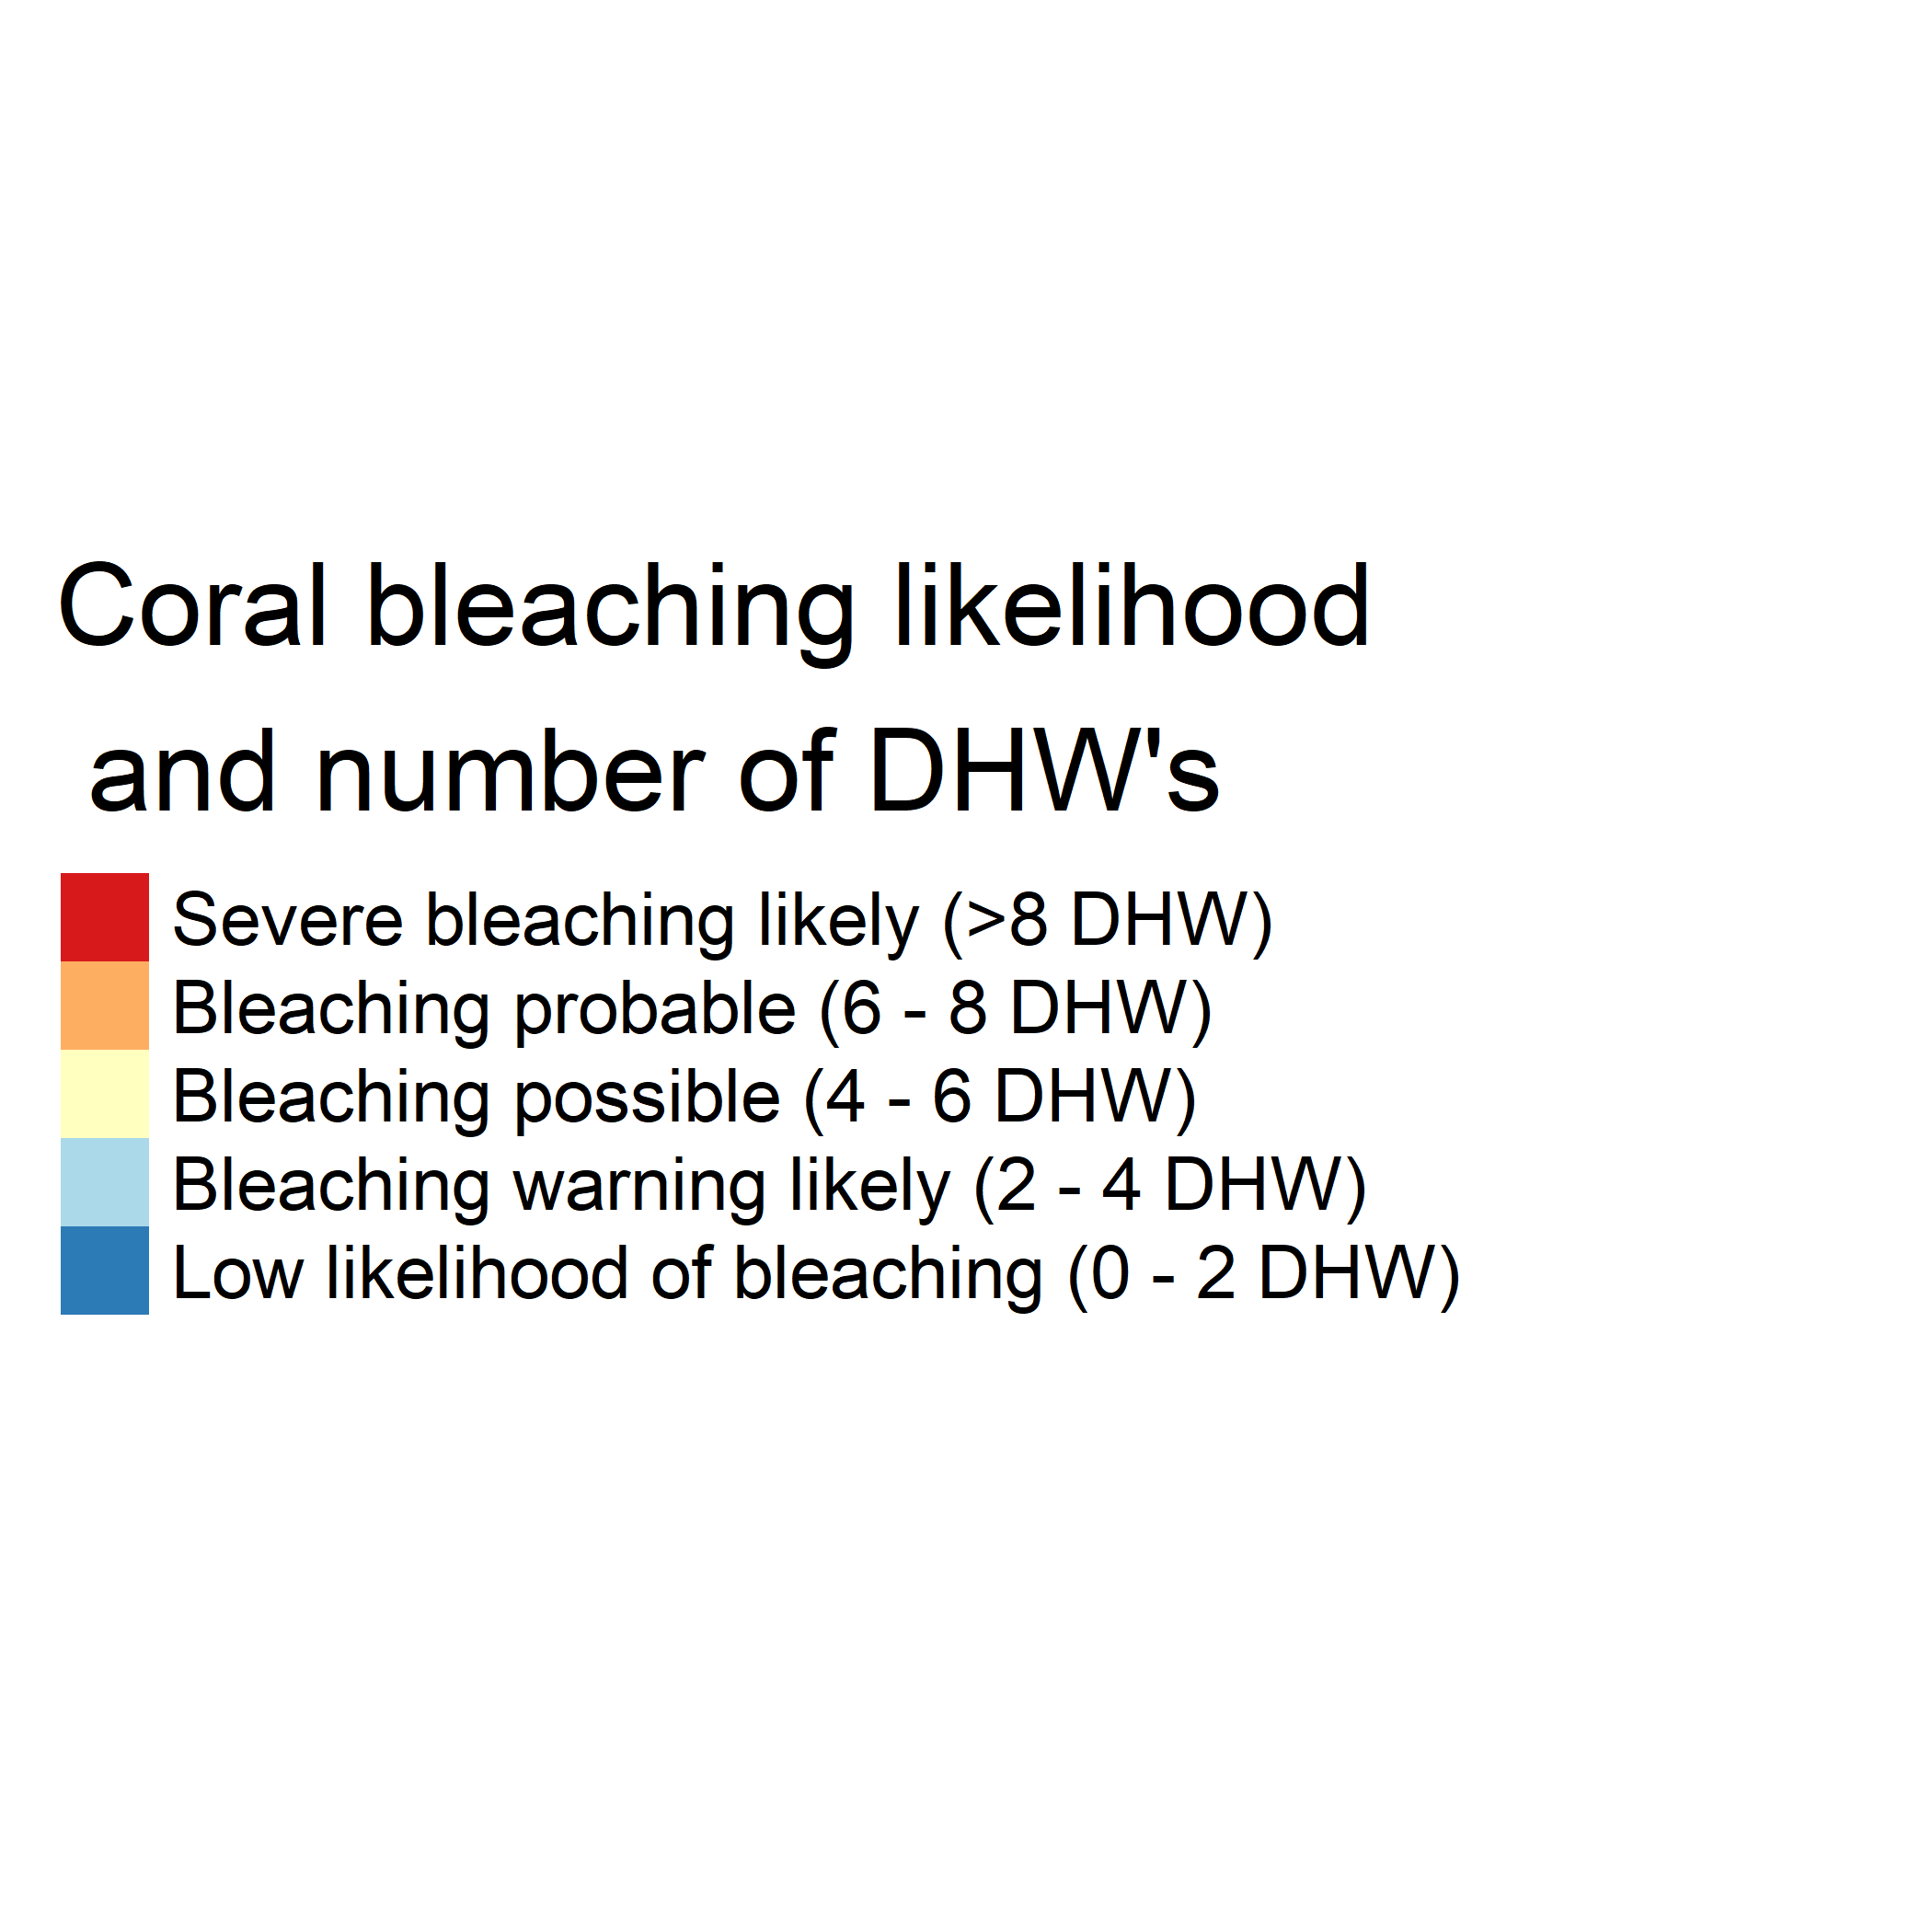 Coral bleaching likelihood
and number of DHW's
Severe bleaching likely (>8 DHW)
Bleaching probable (6 - 8 DHW)
Bleaching possible (4 - 6 DHW)
Bleaching warning likely (2 - 4 DHW)
Low likelihood of bleaching (0 - 2 DHW)